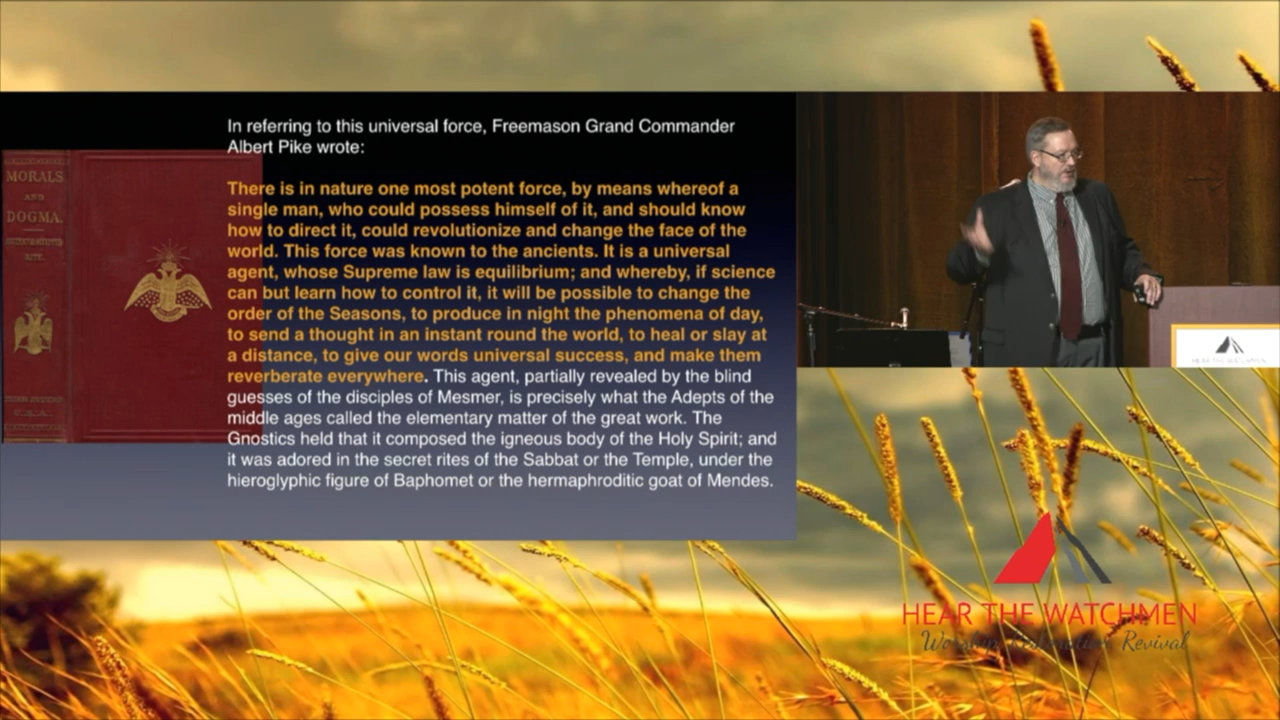 In referring to this universal force, Freemason Grand Commander
Albert Pike wrote:
There is in nature one most potent force, by means whereof a
single man, who could possess himself of it, and should know
how to direct it, could revolutionize and change the face of the
world. This force was known to the ancients. It is a universal
agent, whose Supreme law is equilibrium; and whereby, if science
can but learn how to control it, it will be possible to change the
order of the Seasons, to produce in night the phenomena of day,
to send a thought in an instant round the world, to heal or slay at
a distance, to give our words universal success, and make them
reverberate everywhere. This agent, partially revealed by the blind
guesses of the disciples of Mesmer, is precisely what the Adepts of the
middle ages called the elementary matter of the great work. The
Gnostics held that it composed the igneous body of the Holy Spirit; and
it was adored in the secret rites of the Sabbat or the Temple, under the
hieroglyphic figure of Baphomet or the hermaphroditic goat of Mendes.
MORALS
AND
DOGMA.
RITE.
HEAR THE WATCHMEN
HEAR THE WATCHMEN
Worship Restoration Revival